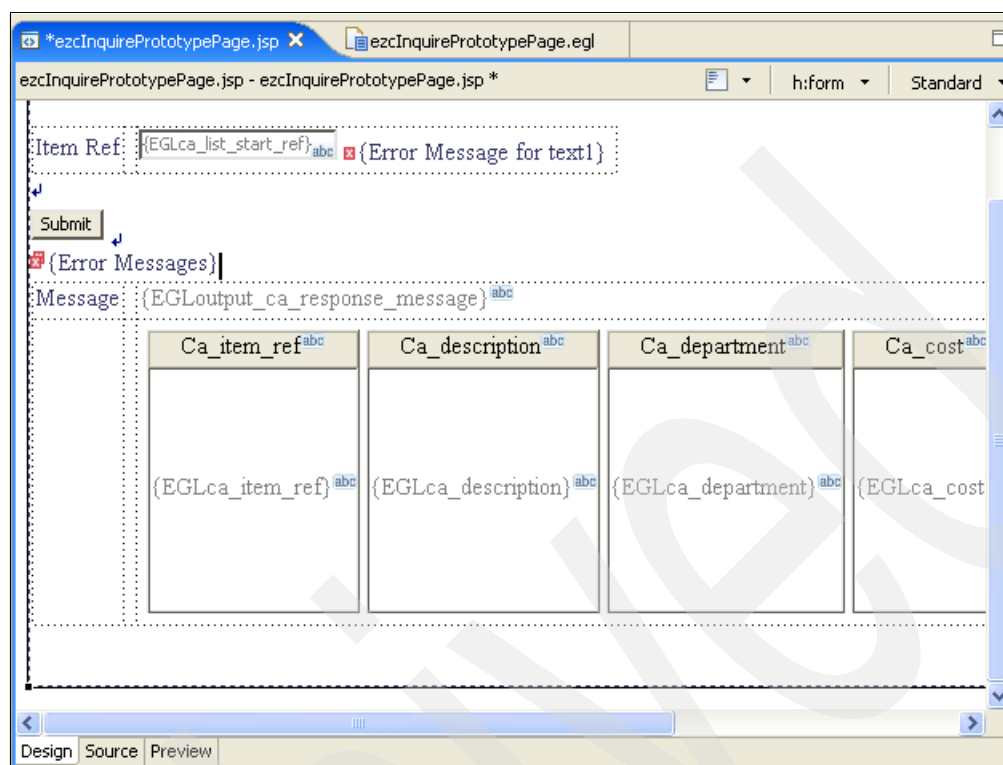 *ezcInquirePrototypePage.jsp ezcInquirePrototypePage.egl
ezcInquirePrototypePage.jsp - ezcInquirePrototypePage.jsp * h:form Standard
Item Ref: {EGLca_list_start_ref} abc {Error Message for text1}
Submit
{Error Messages}
Message: {EGLoutput_ca_response_message} abc
Ca_item_ref abc Ca_description abc Ca_department abc Ca_cost abc
{EGLca_item_ref} abc {EGLca_description} abc {EGLca_department} abc {EGLca_cost
Design Source Preview